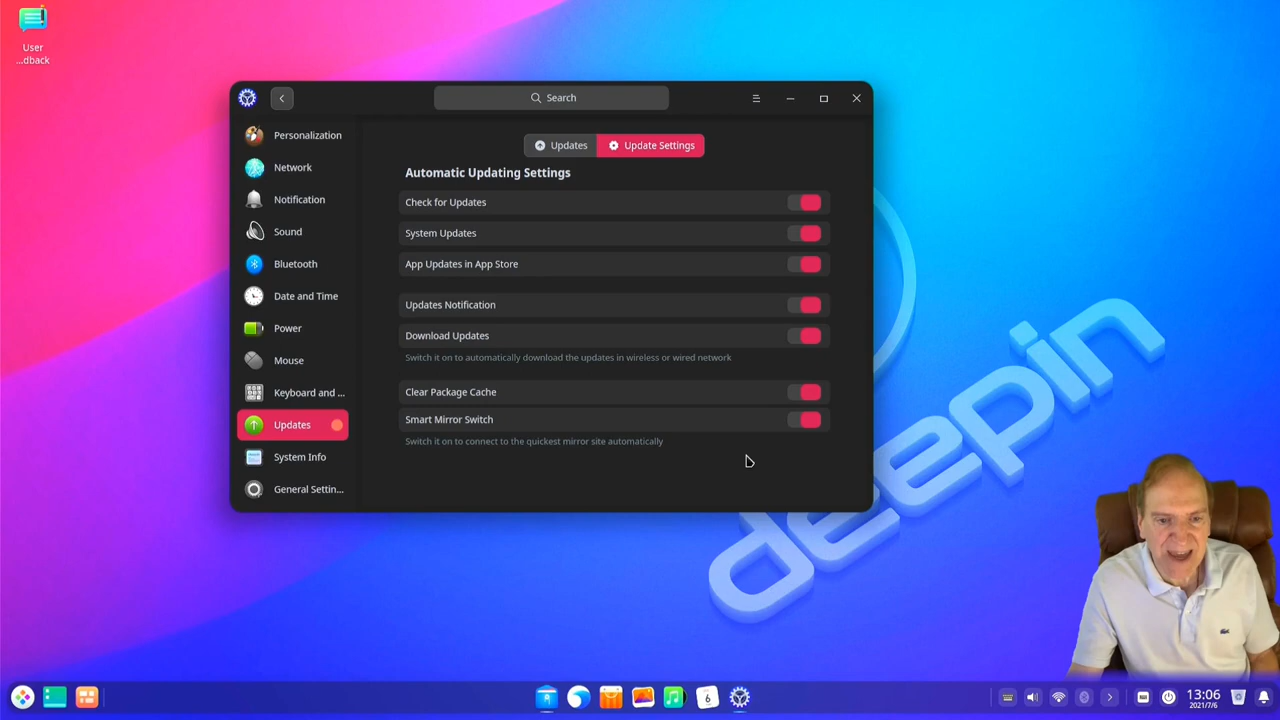 User
...dback
Search
Personalization
Network
Notification
Sound
Bluetooth
Date and Time
Power
Mouse
Keyboard and ...
Updates
System Info
General Settin...
Updates
Update Settings
Automatic Updating Settings
Check for Updates
System Updates
App Updates in App Store
Updates Notification
Download Updates
Switch it on to automatically download the updates in wireless or wired network
Clear Package Cache
Smart Mirror Switch
Switch it on to connect to the quickest mirror site automatically
deepin
6
13:06
2021/7/6